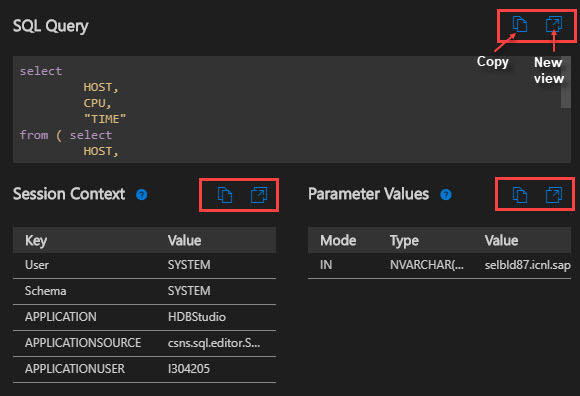 SQL Query
Copy
New
view
select
HOST,
CPU,
"TIME"
from ( select
HOST,
Session Context ?
Key Value
User SYSTEM
Schema SYSTEM
APPLICATION HDBStudio
APPLICATIONSOURCE csns.sql.editor.S...
APPLICATIONUSER I304205
Parameter Values ?
Mode Type Value
IN NVARCHAR(... selbld87.icnl.sap